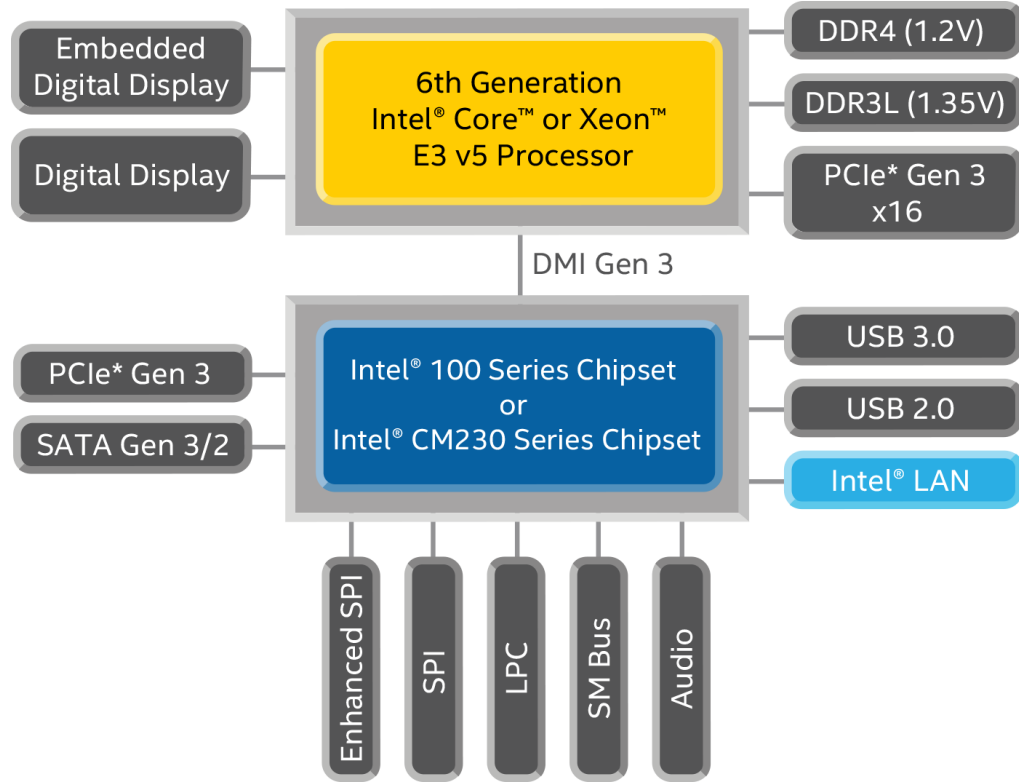 Embedded
Digital Display
Digital Display
6th Generation
Intel® Core™ or Xeon™
E3 v5 Processor
DDR4 (1.2V)
DDR3L (1.35V)
PCIe* Gen 3
x16
DMI Gen 3
PCIe* Gen 3
SATA Gen 3/2
Intel® 100 Series Chipset
or
Intel® CM230 Series Chipset
USB 3.0
USB 2.0
Intel® LAN
Enhanced SPI
SPI
LPC
SM Bus
Audio